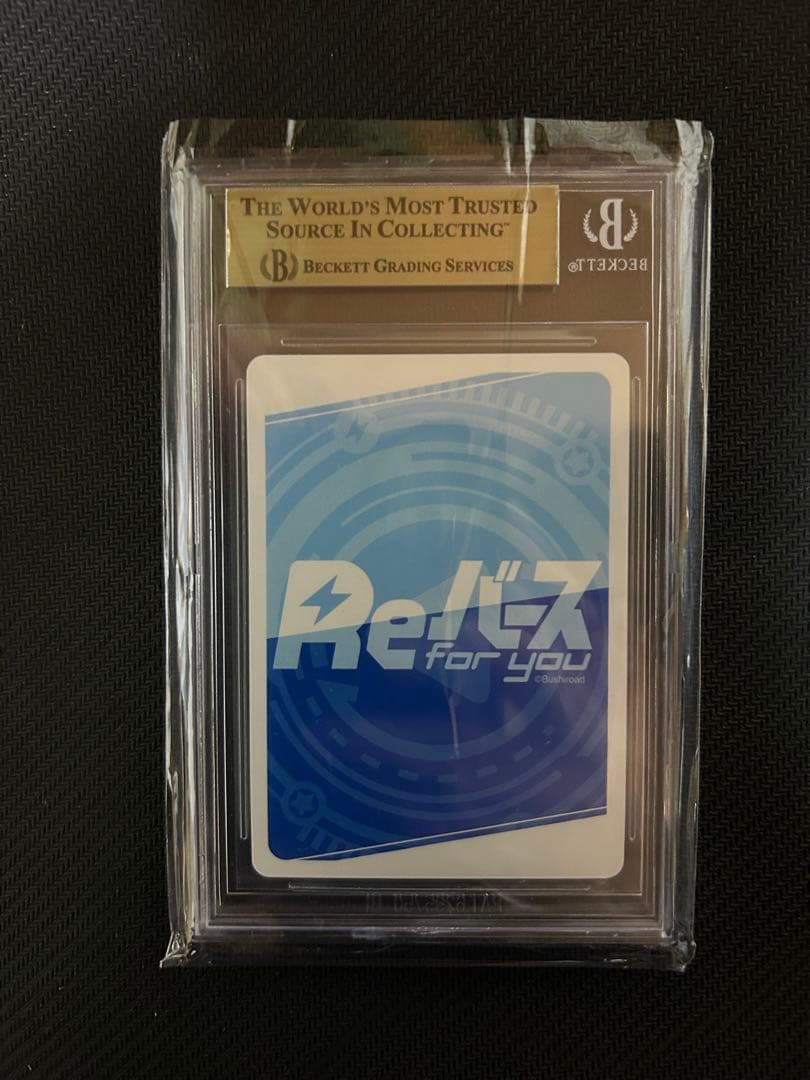 THE WORLD'S MOST TRUSTED
SOURCE IN COLLECTING™
B BECKETT GRADING SERVICES
B
BECKETT®
Reバース
for you
©Bushiroad